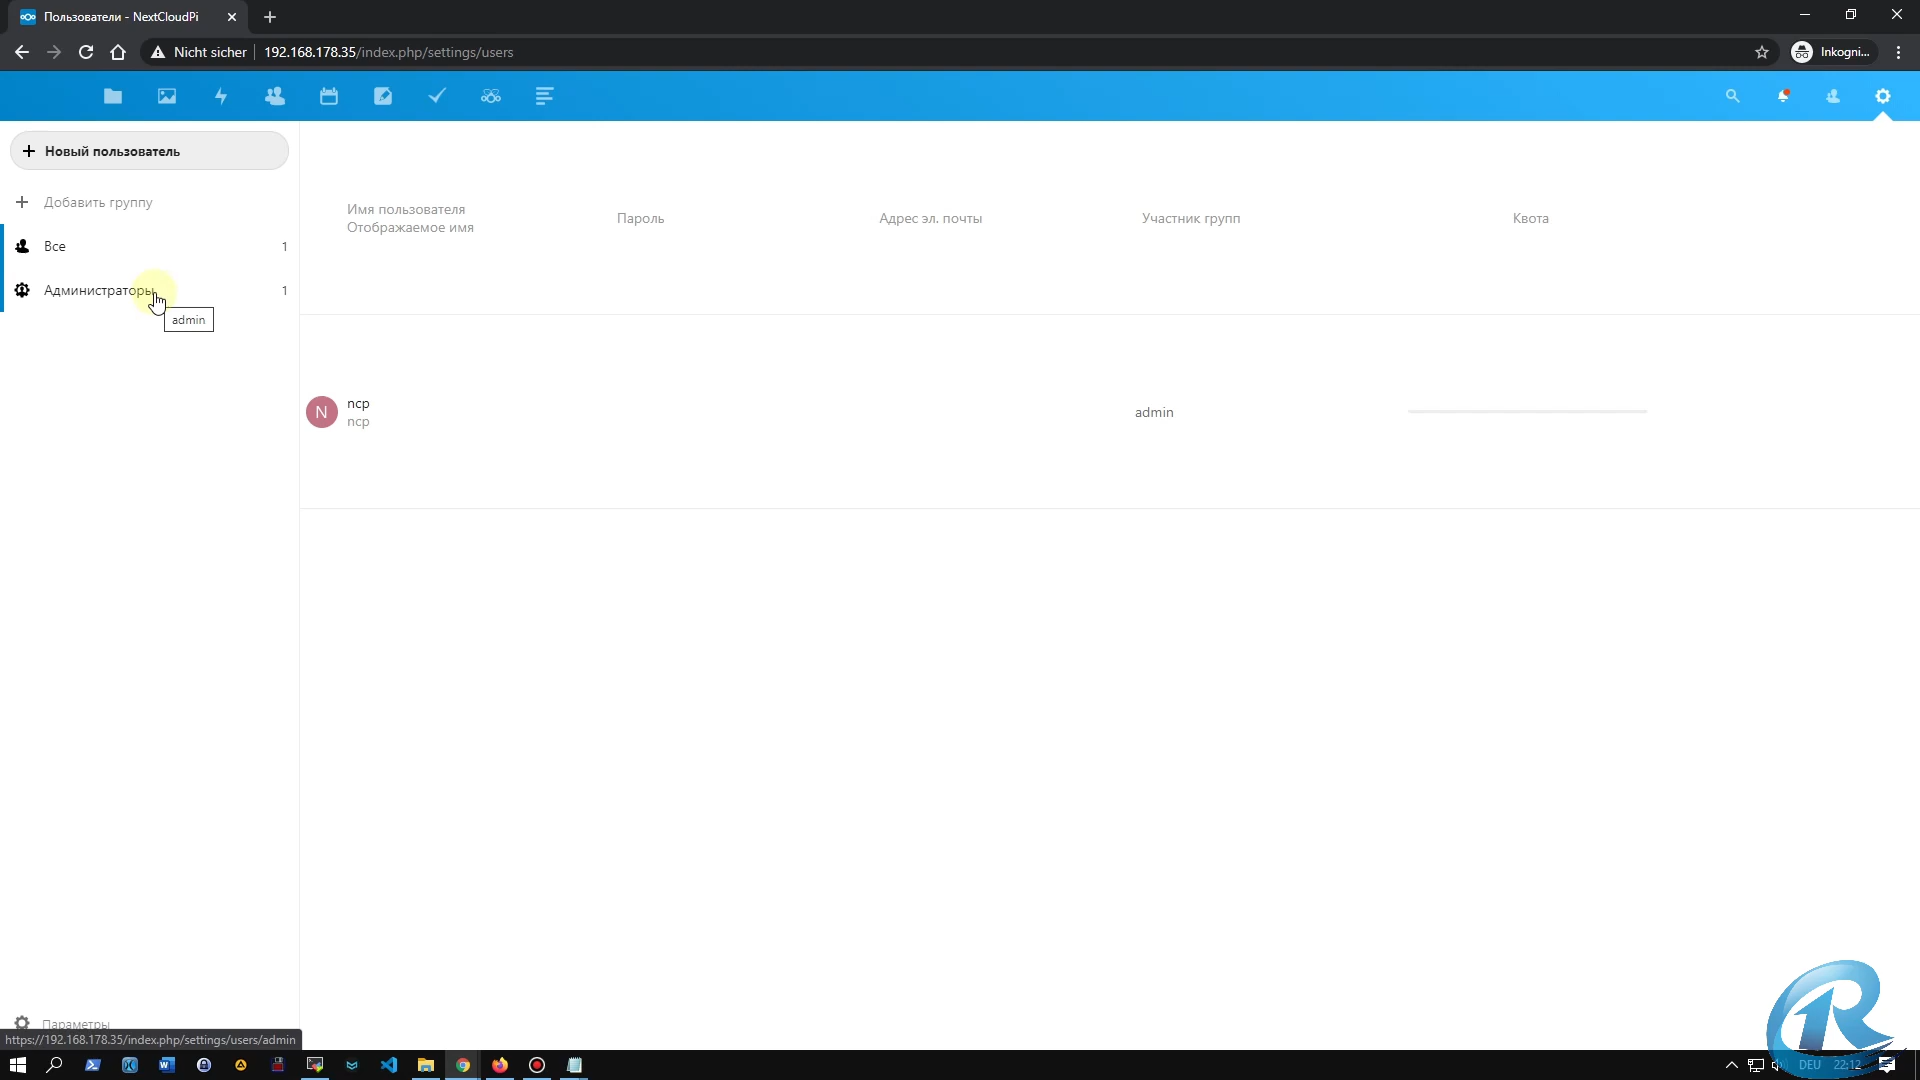 Пользователи - NextCloudPi
Nicht sicher
192.168.178.35/index.php/settings/users
Inkogni...
Новый пользователь
Добавить группу
Все 1
Администраторы 1
admin
Имя пользователя
Отображаемое имя
Пароль
Адрес эл. почты
Участник групп
Квота
N
ncp
ncp
admin
Параметры
https://192.168.178.35/index.php/settings/users/admin
DEU
22:12
R